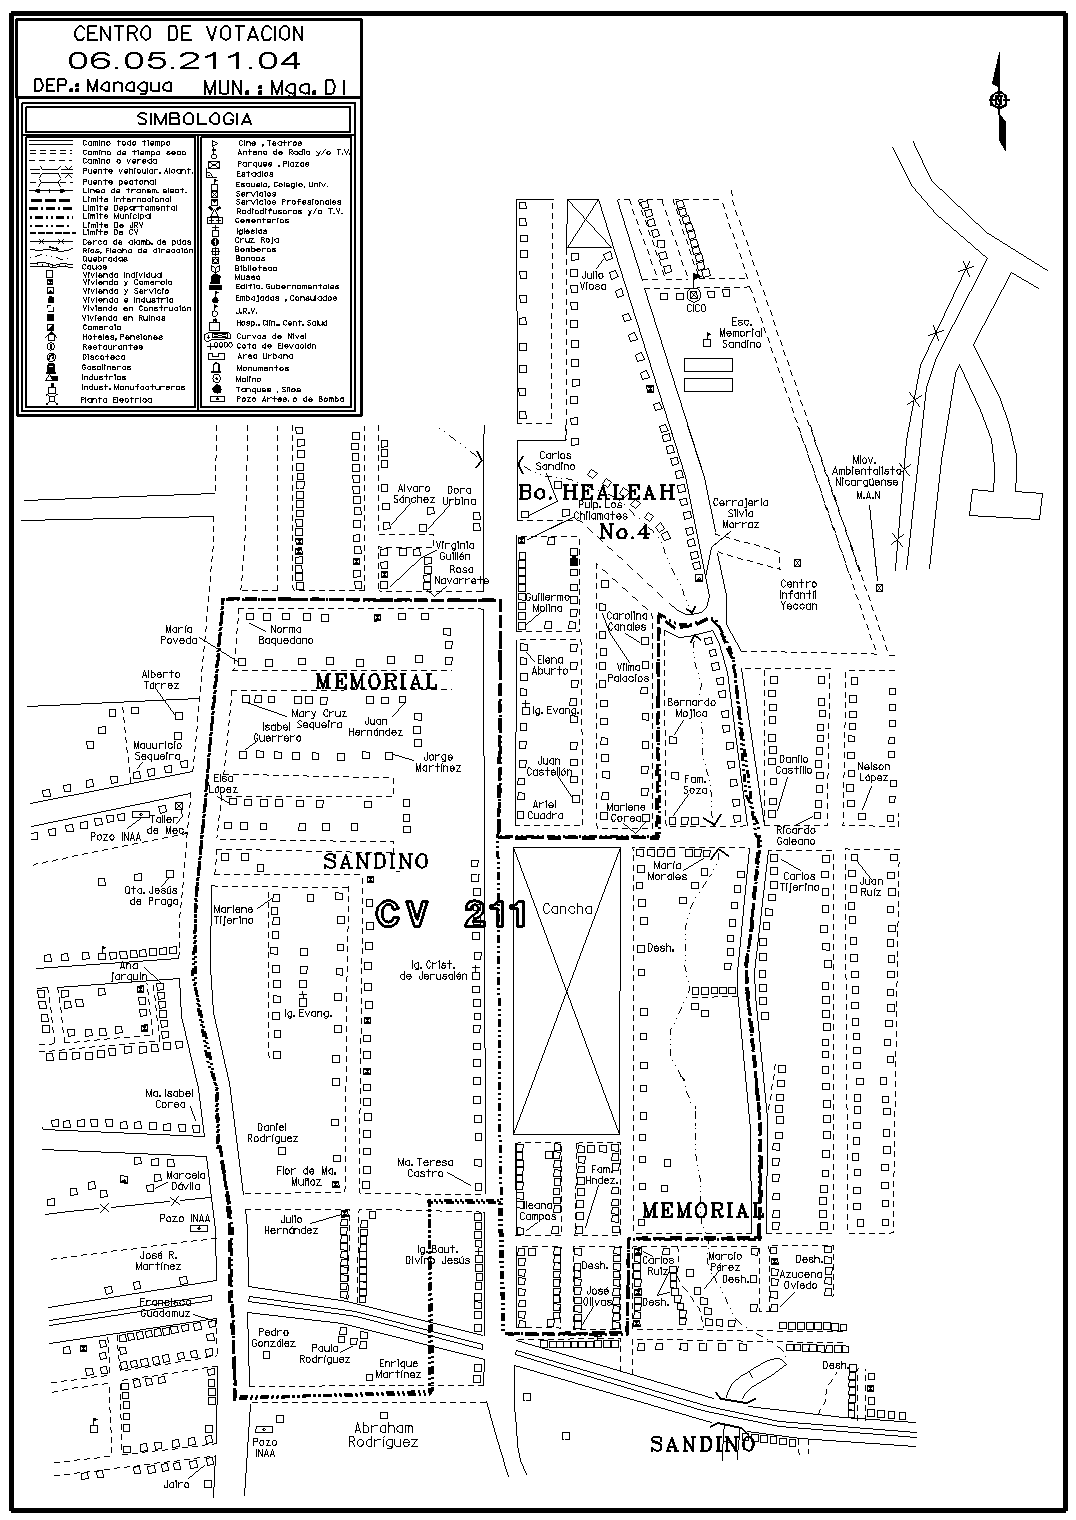 CENTRO DE VOTACION
06.05.211.04
DEP.: Managua MUN.: Mga. D I
SIMBOLOGIA
Camino todo tiempo
Camino de tiempo seco
Camino o vereda
Puente vehicular, Alcant.
Puente peatonal
Linea de transm. elect.
Limite Internacional
Limite Departamental
Limite Municipal
Limite De JRV
Limite De CV
Cerca de alamb. de puas
Rios, Flecha de dirección
Quebradas
Cauce
Vivienda Individual
Vivienda y Comercio
Vivienda y Servicio
Vivienda e Industria
Vivienda en Construción
Vivienda en Ruinas
Comercio
Hoteles, Pensiones
Restaurantes
Discoteca
Gasolineras
Industrias
Indust. Manufactureras
Planta Electrica
Cine, Teatros
Antena de Radio y/o T.V.
Parques, Plazas
Estadios
Escuela, Colegio, Univ.
Servicios
Servicios Profesionales
Radiodifusoras y/o T.V.
Cementerios
Iglesias
Cruz Roja
Bomberos
Bancos
Biblioteca
Museo
Edific. Gubernamentales
Embajadas, Consulados
J.R.V.
Hosp., Clin., Cent. Salud
Curvas de Nivel
Cota de Elevación
Area Urbana
Monumentos
Molino
Tanques, Silos
Pozo Artes. o de Bomba
Julio
Viosa
CICO
Esc.
Memorial
Sandino
Carlos
Sandino
Bo. HEALEAH
No.4
Pulp. Los
Chilamates
Alvaro
Sánchez
Dora
Urbina
Virginia
Guillén
Rosa
Navarrete
Cerrajeria
Silvia
Marraz
Mov.
Ambientalista
Nicargüense
M.A.N
Centro
Infantil
Yeccan
Guillermo
Molina
Carolina
Canales
Vilma
Palacios
Elena
Aburto
Ig. Evang.
Juan
Castellón
Ariel
Cuadra
Marlene
Corea
Bernardo
Mojica
Fam.
Soza
Danilo
Castillo
Nelson
López
Ricardo
Galeano
María
Poveda
Norma
Baquedano
MEMORIAL
Alberto
Tárrez
Mauuricio
Sequeira
Mary Cruz
Sequeira
Isabel
Guerrero
Juan
Hernández
Jorge
Martínez
Elsa
López
Taller
de Mec.
Pozo INAA
SANDINO
Qta. Jesús
de Praga
Marlene
Tijerino
CV 211
Cancha
María
Morales
Carlos
Tijerino
Juan
Ruíz
Desh.
Ana
Tarquin
Ig. Crist.
de Jerusalén
Ig. Evang.
Ma. Isabel
Corea
Daniel
Rodríguez
Flor de Ma.
Muñoz
Ma. Teresa
Castro
Marcela
Dávila
Pozo INAA
Ileana
Campos
Fam.
Hndez.
MEMORIAL
Julio
Hernández
Ig. Baut.
Divino Jesús
José R.
Martínez
Francisca
Guadamuz
Desh.
José
Olivas
Carlos
Ruíz
Desh.
Marcio
Pérez
Desh.
Desh.
Azucena
Oviedo
Pedro
González
Paula
Rodríguez
Enrique
Martínez
Desh.
Pozo
INAA
Abraham
Rodríguez
SANDINO
Jairo